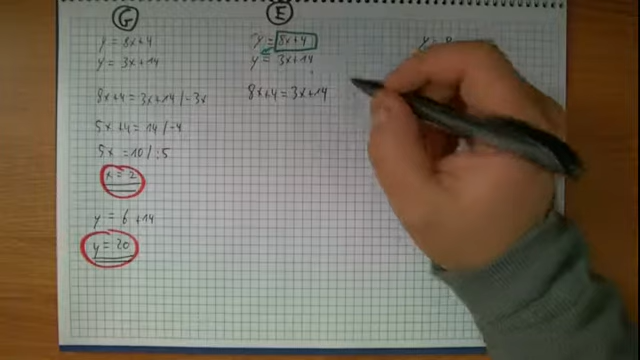 G
y = 8x+4
y = 3x+14
8x+4 = 3x+14 /-3x
5x +4 = 14 /-4
5x = 10 /:5
x = 2
y = 6 +14
y = 20
E
y = 8x+4
y = 3x+14
8x+4 = 3x+14
y = 8